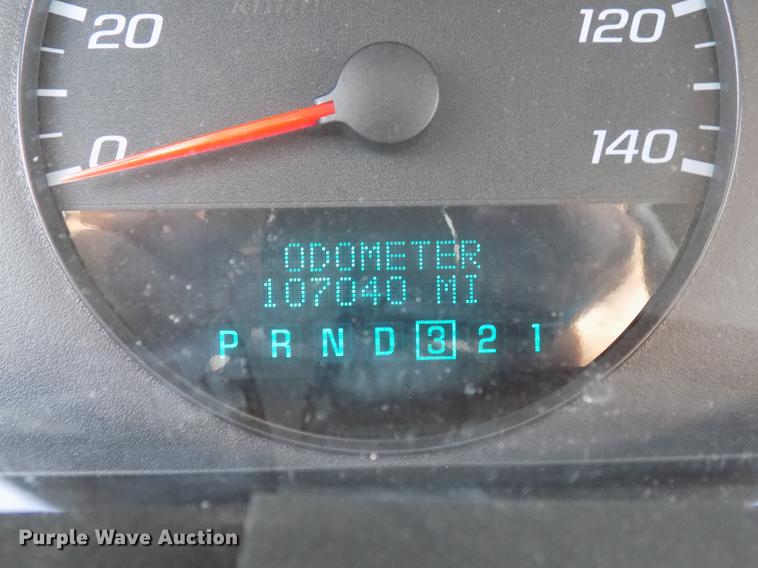 20
120
0
140
ODOMETER
107040 MI
P R N D 3 2 1
Purple Wave Auction